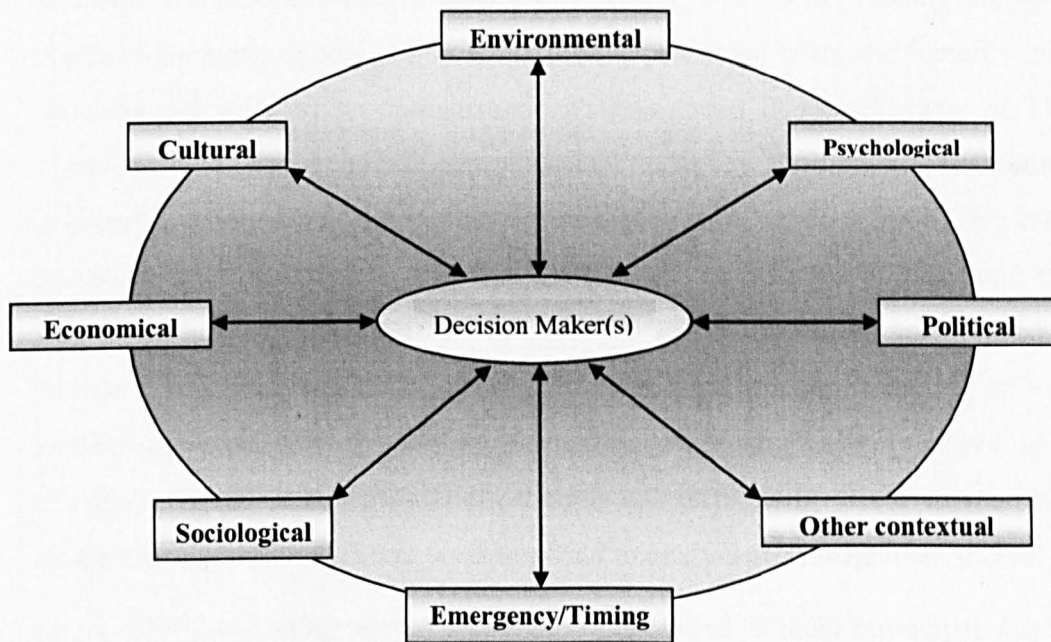 Environmental
Cultural
Psychological
Economical
Decision Maker(s)
Political
Sociological
Other contextual
Emergency/Timing